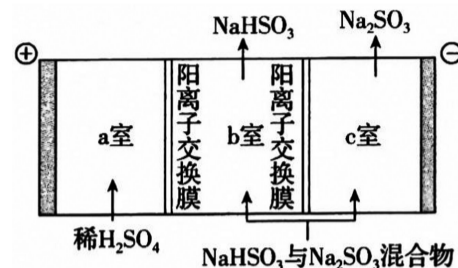 NaHSO₃
Na₂SO₃
⊕
⊖
a室
阳离子交换膜
b室
阳离子交换膜
c室
稀H₂SO₄
NaHSO₃与Na₂SO₃混合物